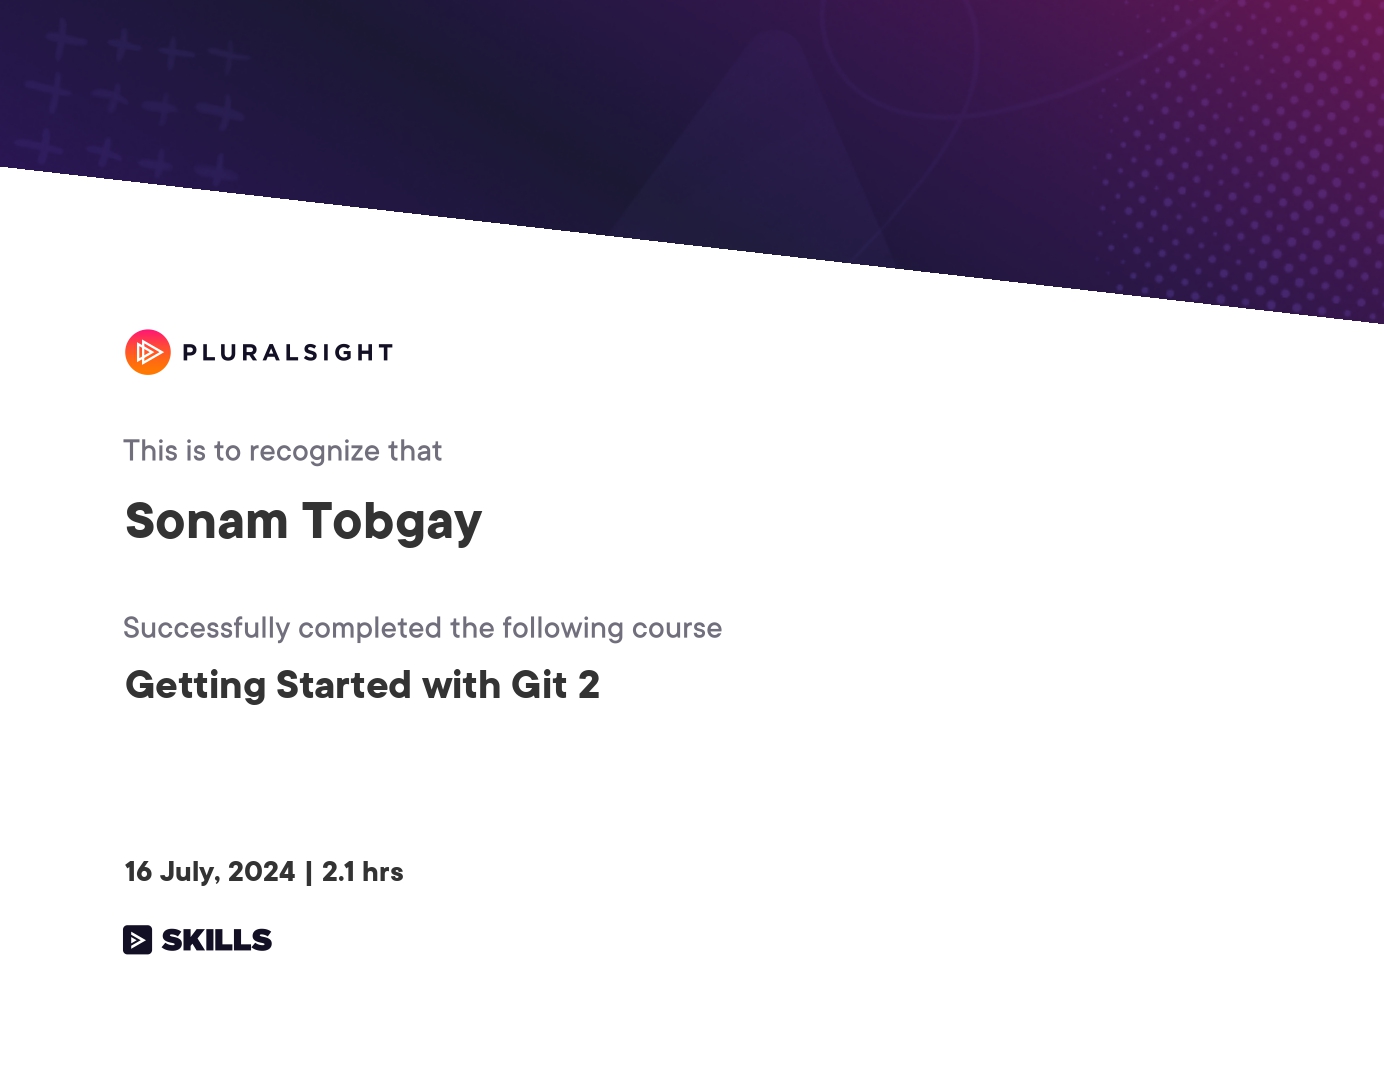 PLURALSIGHT
This is to recognize that
Sonam Tobgay
Successfully completed the following course
Getting Started with Git 2
16 July, 2024 | 2.1 hrs
SKILLS